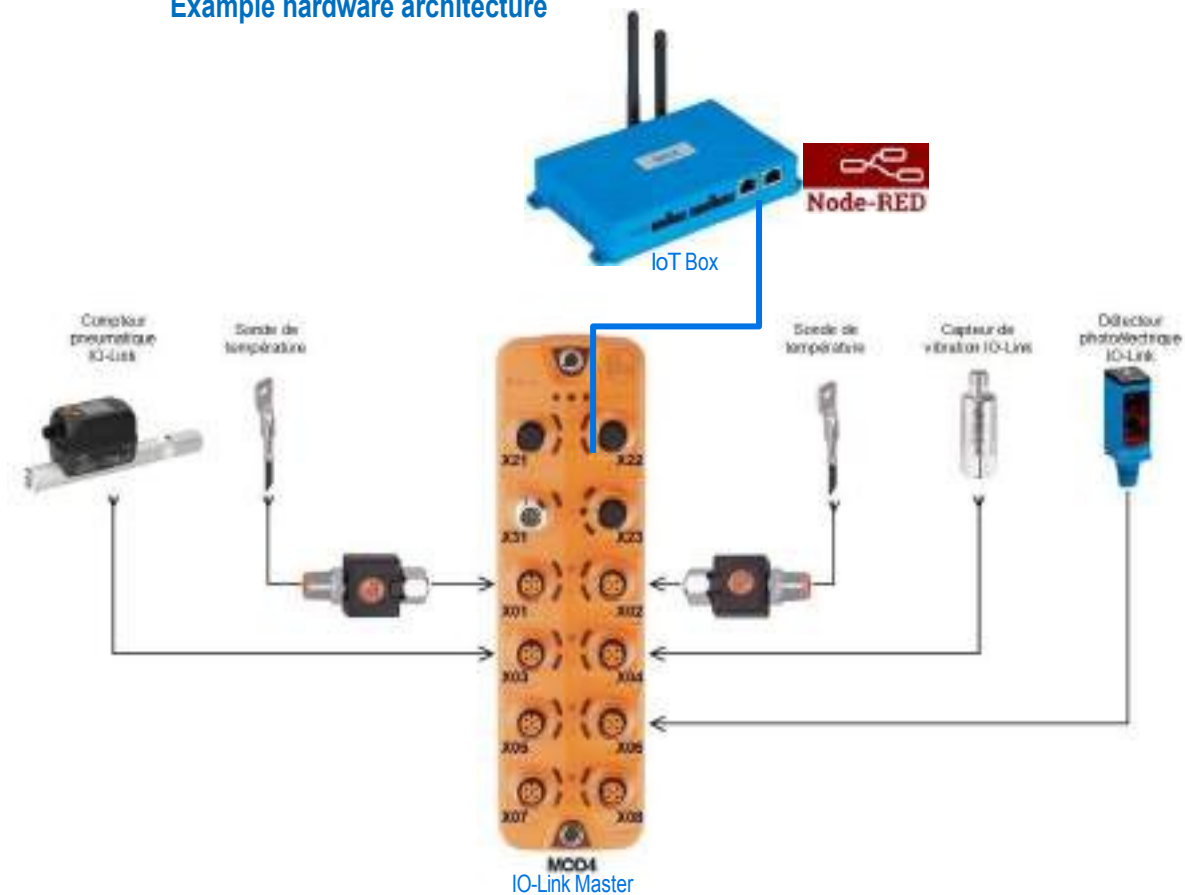 Example hardware architecture
Node-RED
IoT Box
Compteur
pneumatique
IO-Link
Sonde de
température
Sonde de
température
Capteur de
vibration IO-Link
Détecteur
photoélectrique
IO-Link
X21
X22
X31
X23
X01
X02
X03
X04
X05
X06
X07
X08
MOD4
IO-Link Master